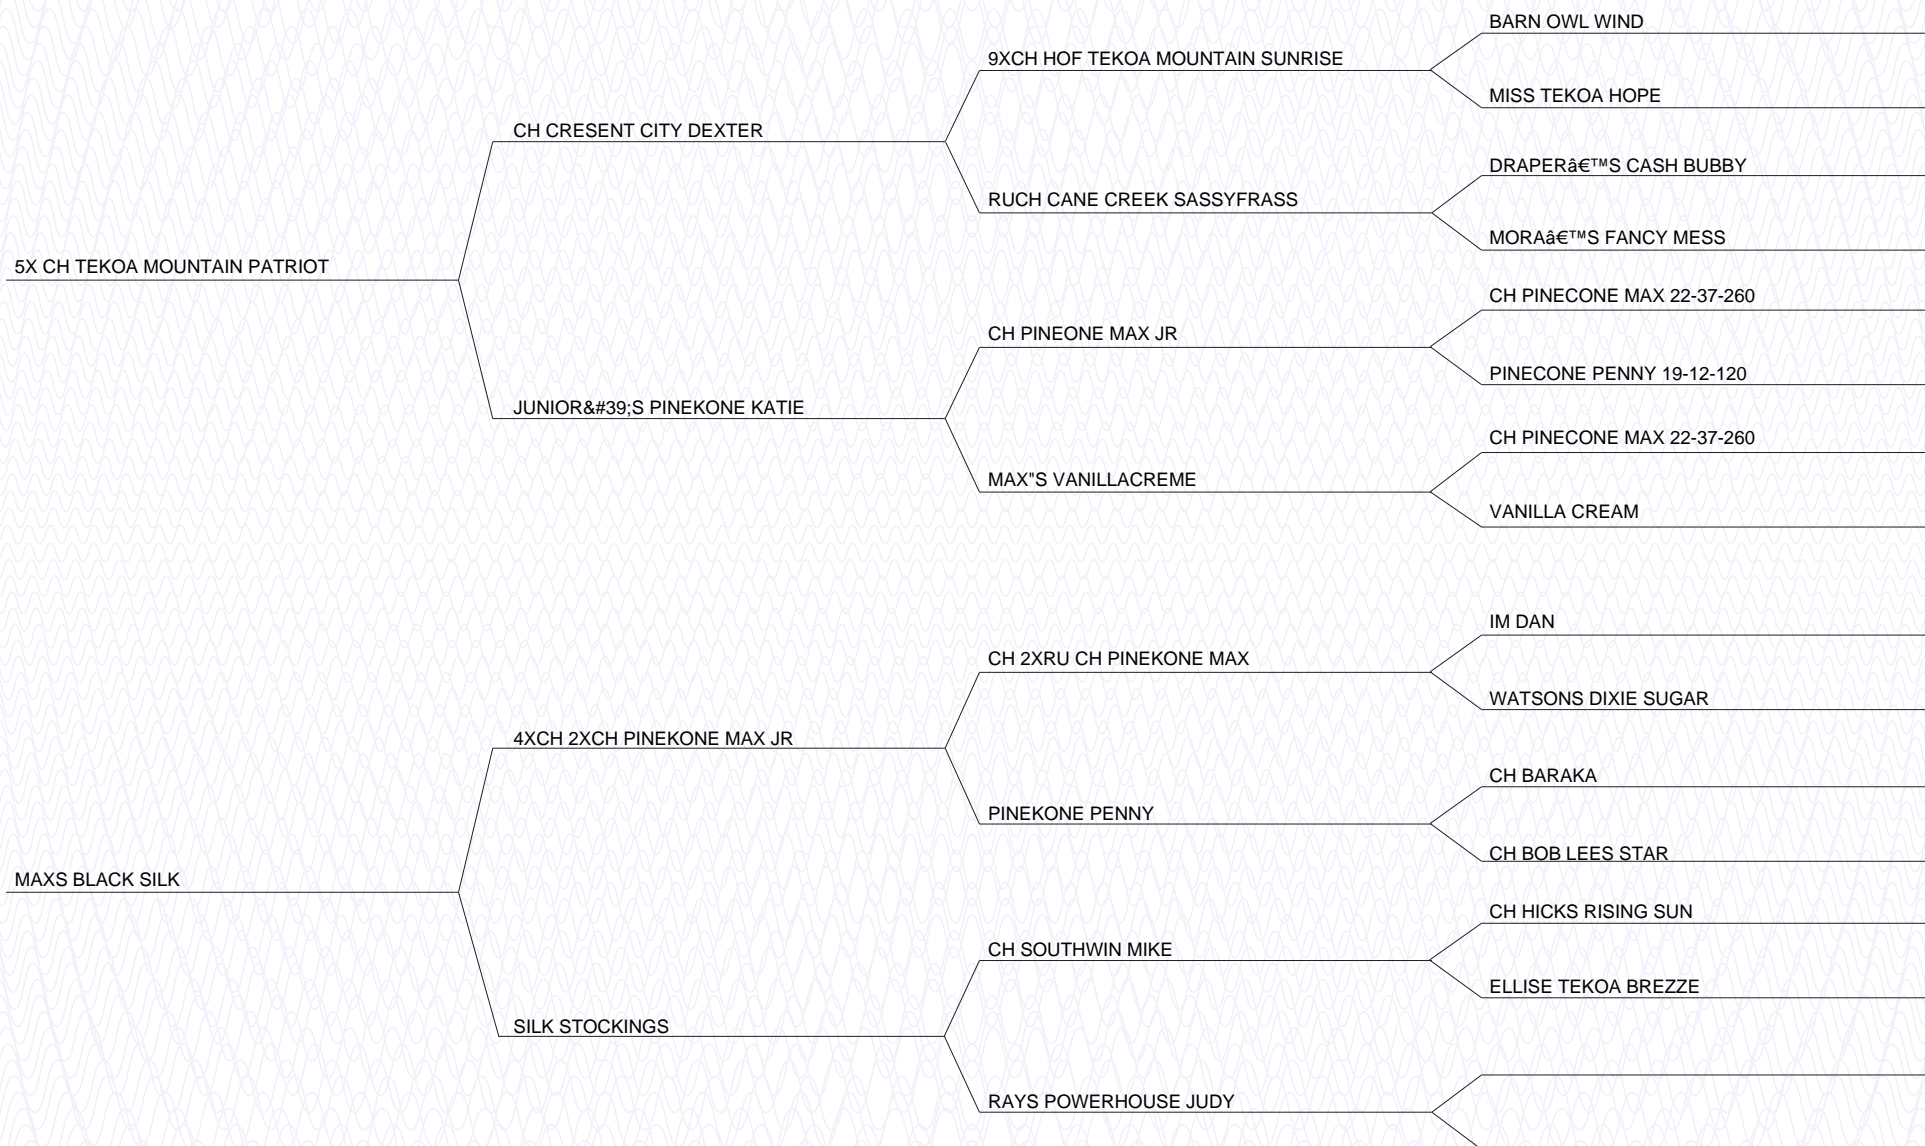 BARN OWL WIND
9XCH HOF TEKOA MOUNTAIN SUNRISE
MISS TEKOA HOPE
CH CRESENT CITY DEXTER
DRAPERâ€™S CASH BUBBY
RUCH CANE CREEK SASSYFRASS
MORAâ€™S FANCY MESS
5X CH TEKOA MOUNTAIN PATRIOT
CH PINECONE MAX 22-37-260
CH PINEONE MAX JR
PINECONE PENNY 19-12-120
JUNIOR&#39;S PINEKONE KATIE
CH PINECONE MAX 22-37-260
MAX"S VANILLACREME
VANILLA CREAM
IM DAN
CH 2XRU CH PINEKONE MAX
WATSONS DIXIE SUGAR
4XCH 2XCH PINEKONE MAX JR
CH BARAKA
PINEKONE PENNY
CH BOB LEES STAR
MAXS BLACK SILK
CH HICKS RISING SUN
CH SOUTHWIN MIKE
ELLISE TEKOA BREZZE
SILK STOCKINGS
RAYS POWERHOUSE JUDY